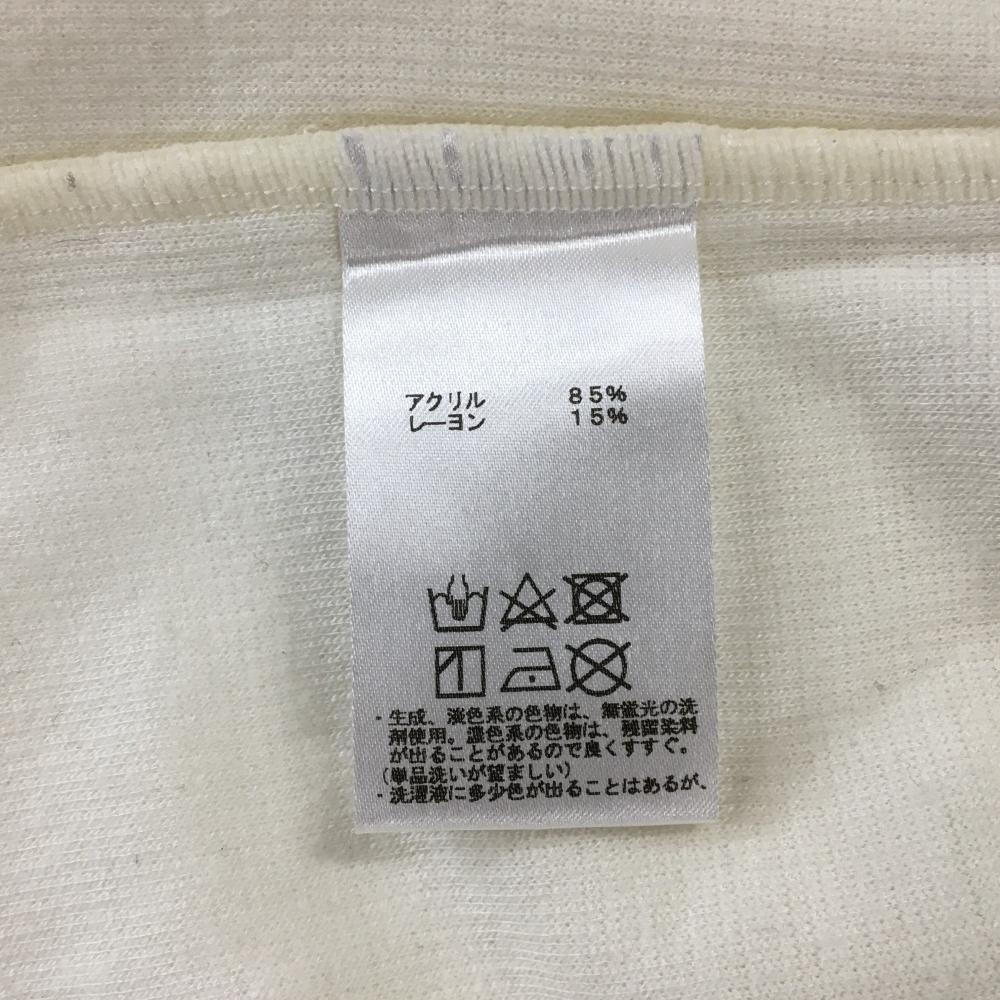 アクリル 85%
レーヨン 15%
・生成、淡色系の色物は、無蛍光の洗
剤使用。濃色系の色物は、残留染料
が出ることがあるので良くすすぐ。
(単品洗いが望ましい)
・洗濯液に多少色が出ることはあるが、